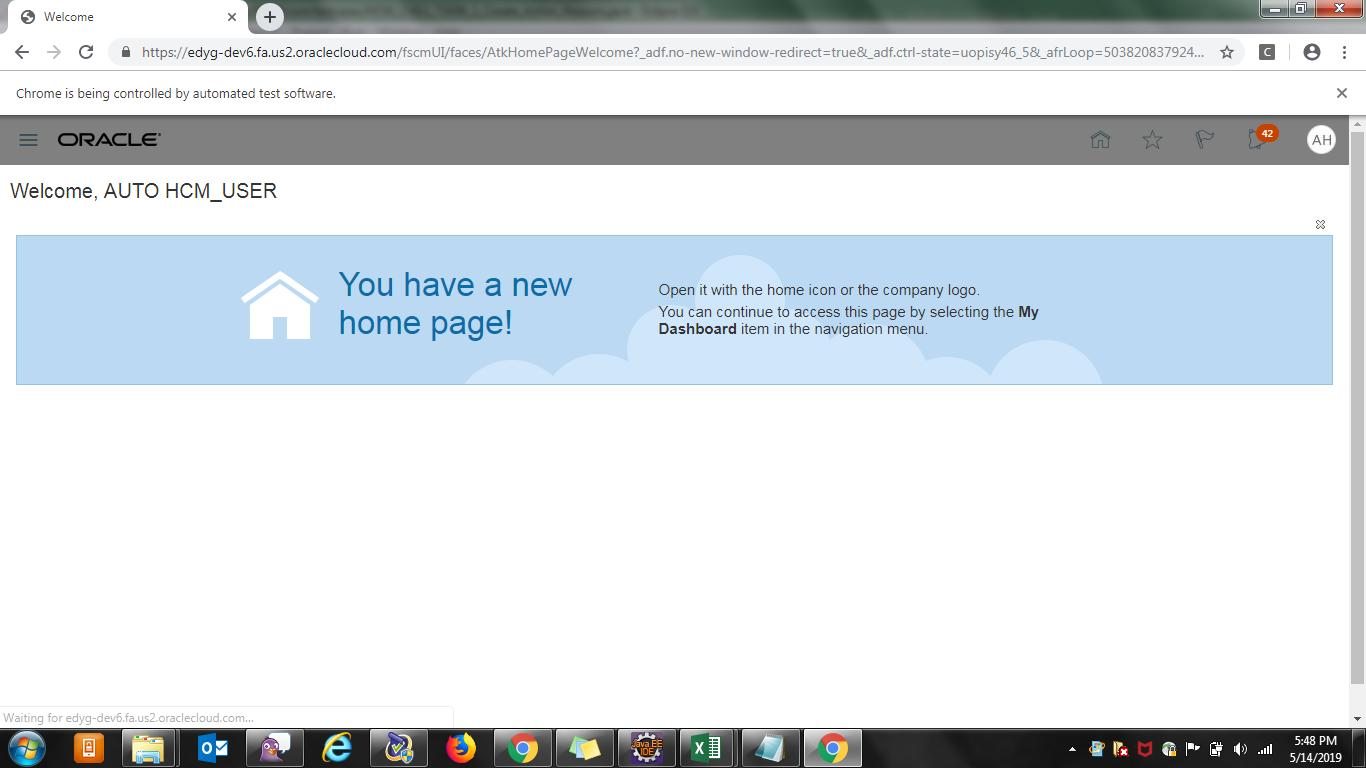 Welcome
https://edyg-dev6.fa.us2.oraclecloud.com/fscmUI/faces/AtkHomePageWelcome?_adf.no-new-window-redirect=true&_adf.ctrl-state=uopisy46_5&_afrLoop=503820837924...
C
Chrome is being controlled by automated test software.
ORACLE
42
AH
Welcome, AUTO HCM_USER
You have a new
home page!
Open it with the home icon or the company logo.
You can continue to access this page by selecting the My
Dashboard item in the navigation menu.
Waiting for edyg-dev6.fa.us2.oraclecloud.com...
Java EE
IDE
5:48 PM
5/14/2019